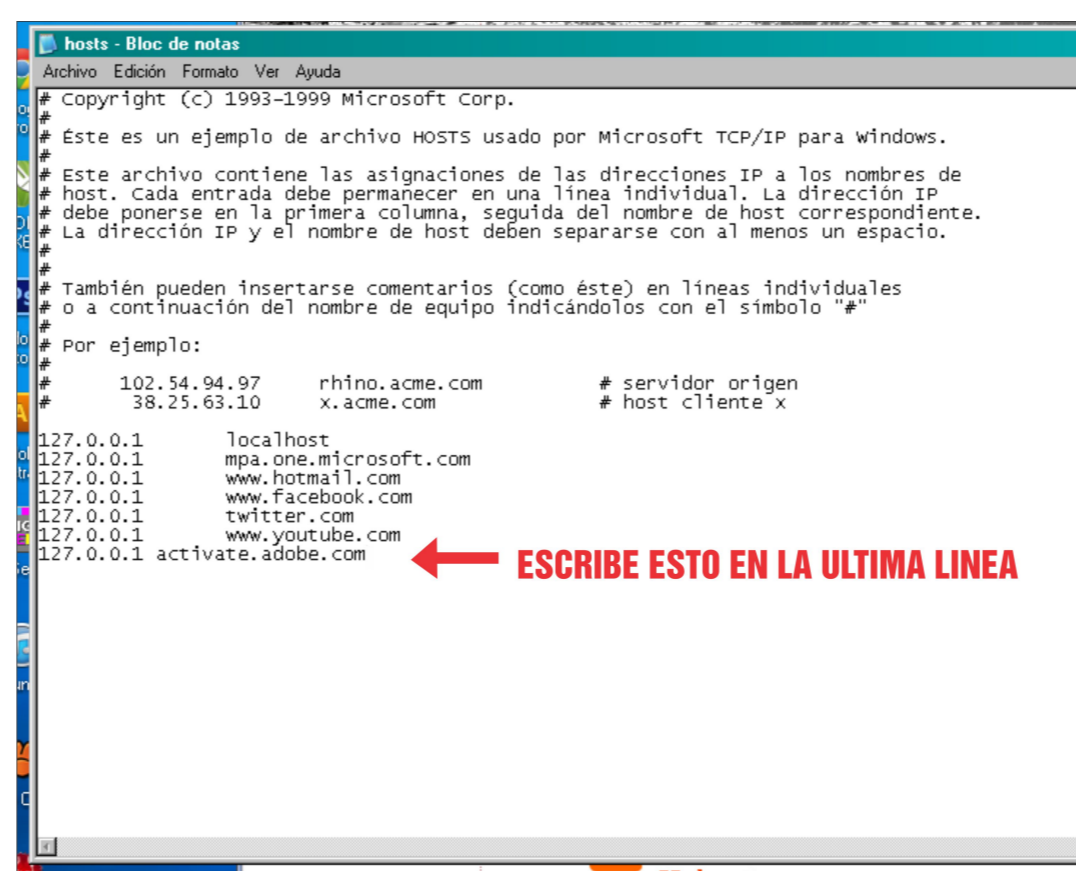 hosts - Bloc de notas
Archivo Edición Formato Ver Ayuda
# Copyright (c) 1993-1999 Microsoft Corp.
#
# Éste es un ejemplo de archivo HOSTS usado por Microsoft TCP/IP para Windows.
#
# Este archivo contiene las asignaciones de las direcciones IP a los nombres de
# host. Cada entrada debe permanecer en una línea individual. La dirección IP
# debe ponerse en la primera columna, seguida del nombre de host correspondiente.
# La dirección IP y el nombre de host deben separarse con al menos un espacio.
#
#
# También pueden insertarse comentarios (como éste) en líneas individuales
# o a continuación del nombre de equipo indicándolos con el símbolo "#"
#
# Por ejemplo:
#
# 102.54.94.97 rhino.acme.com # servidor origen
# 38.25.63.10 x.acme.com # host cliente x
127.0.0.1 localhost
127.0.0.1 mpa.one.microsoft.com
127.0.0.1 www.hotmail.com
127.0.0.1 www.facebook.com
127.0.0.1 twitter.com
127.0.0.1 www.youtube.com
127.0.0.1 activate.adobe.com
ESCRIBE ESTO EN LA ULTIMA LINEA